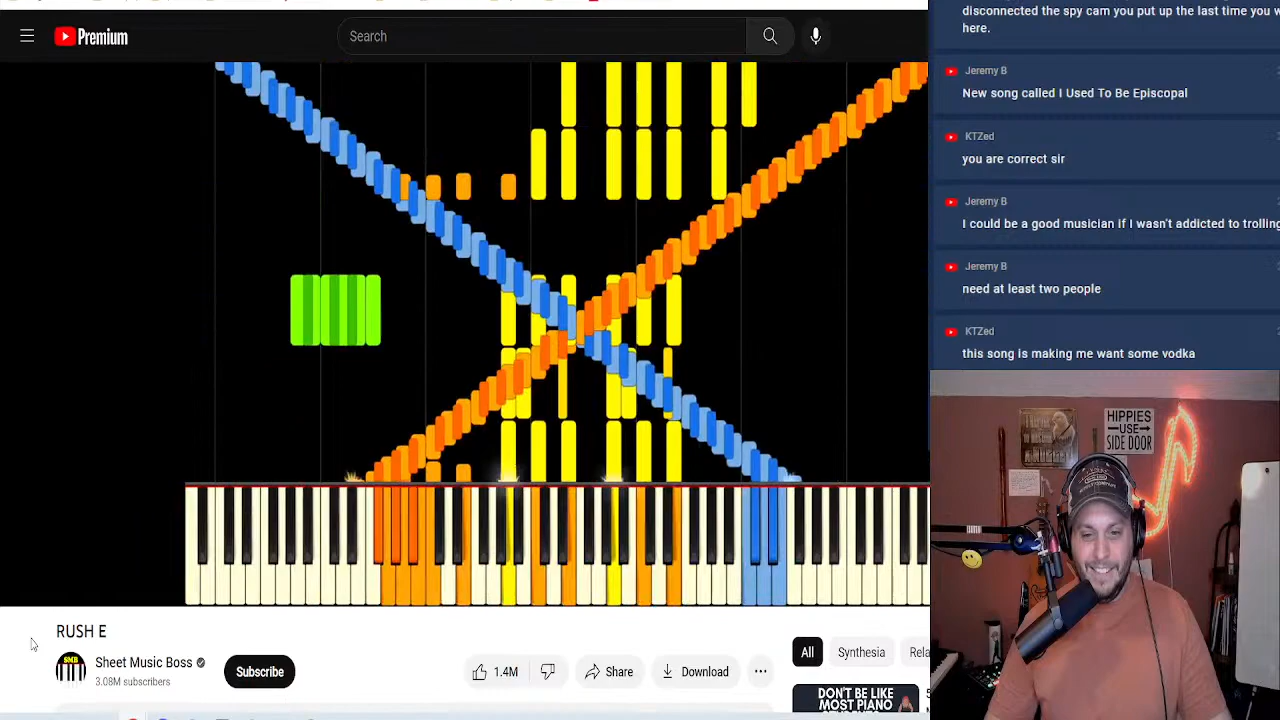 Premium
Search
disconnected the spy cam you put up the last time you w
here.
Jeremy B
New song called I Used To Be Episcopal
KTZed
you are correct sir
Jeremy B
I could be a good musician if I wasn't addicted to trolling
Jeremy B
need at least two people
KTZed
this song is making me want some vodka
HIPPIES
USE
SIDE DOOR
RUSH E
SMB
Sheet Music Boss
3.08M subscribers
Subscribe
1.4M
Share
Download
All
Synthesia
Rela
DON'T BE LIKE
MOST PIANO
5